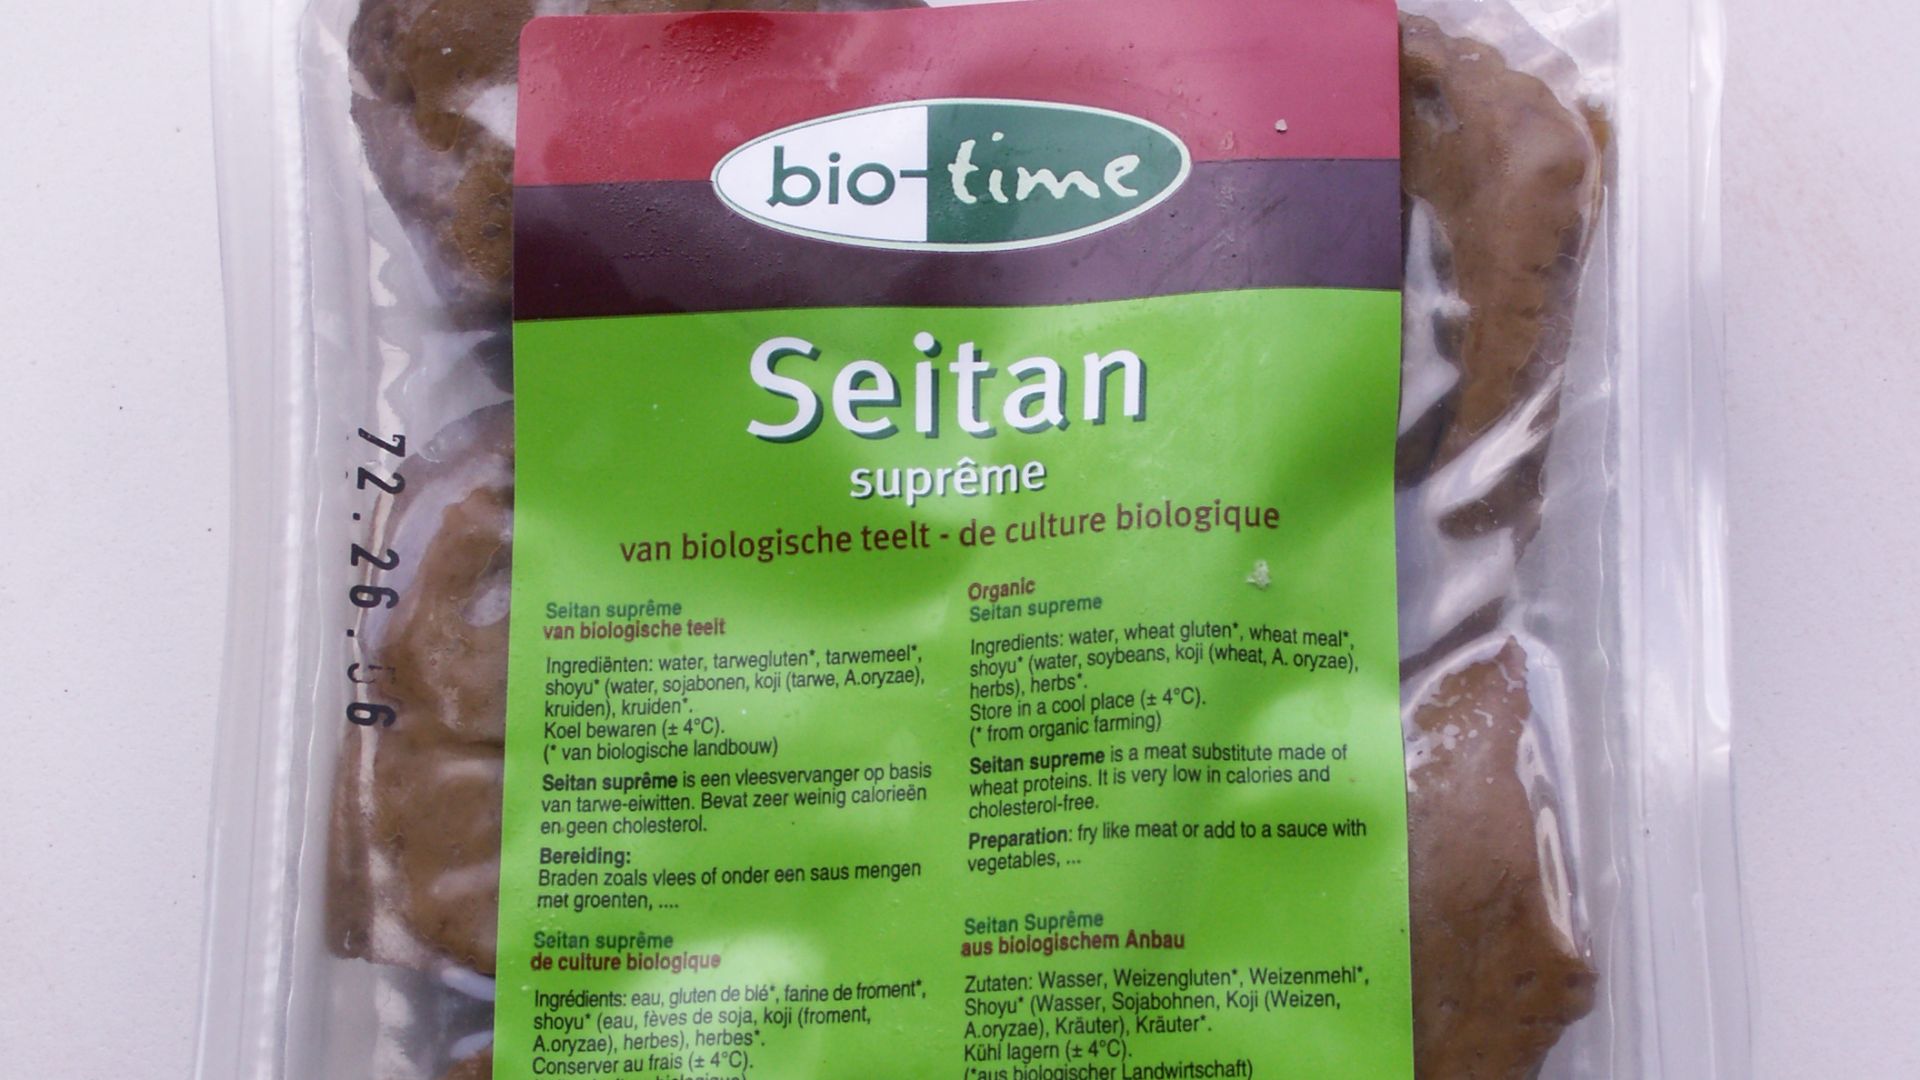 bio-time
Seitan
suprême
van biologische teelt - de culture biologique
72.26.56
Seitan suprême
van biologische teelt
Ingrediënten: water, tarwegluten*, tarwemeel*,
shoyu* (water, sojabonen, koji (tarwe, A.oryzae),
kruiden), kruiden*.
Koel bewaren (± 4°C).
(* van biologische landbouw)
Seitan suprême is een vleesvervanger op basis
van tarwe-eiwitten. Bevat zeer weinig calorieën
en geen cholesterol.
Bereiding:
Braden zoals vlees of onder een saus mengen
met groenten, ....
Seitan suprême
de culture biologique
Ingrédients: eau, gluten de blé*, farine de froment*,
shoyu* (eau, fèves de soja, koji (froment,
A.oryzae), herbes), herbes*.
Conserver au frais (± 4°C).
Organic
Seitan supreme
Ingredients: water, wheat gluten*, wheat meal*,
shoyu* (water, soybeans, koji (wheat, A. oryzae),
herbs), herbs*.
Store in a cool place (± 4°C).
(* from organic farming)
Seitan supreme is a meat substitute made of
wheat proteins. It is very low in calories and
cholesterol-free.
Preparation: fry like meat or add to a sauce with
vegetables, ...
Seitan Suprême
aus biologischem Anbau
Zutaten: Wasser, Weizengluten*, Weizenmehl*,
Shoyu* (Wasser, Sojabohnen, Koji (Weizen,
A.oryzae), Kräuter), Kräuter*.
Kühl lagern (± 4°C).
(*aus biologischer Landwirtschaft)